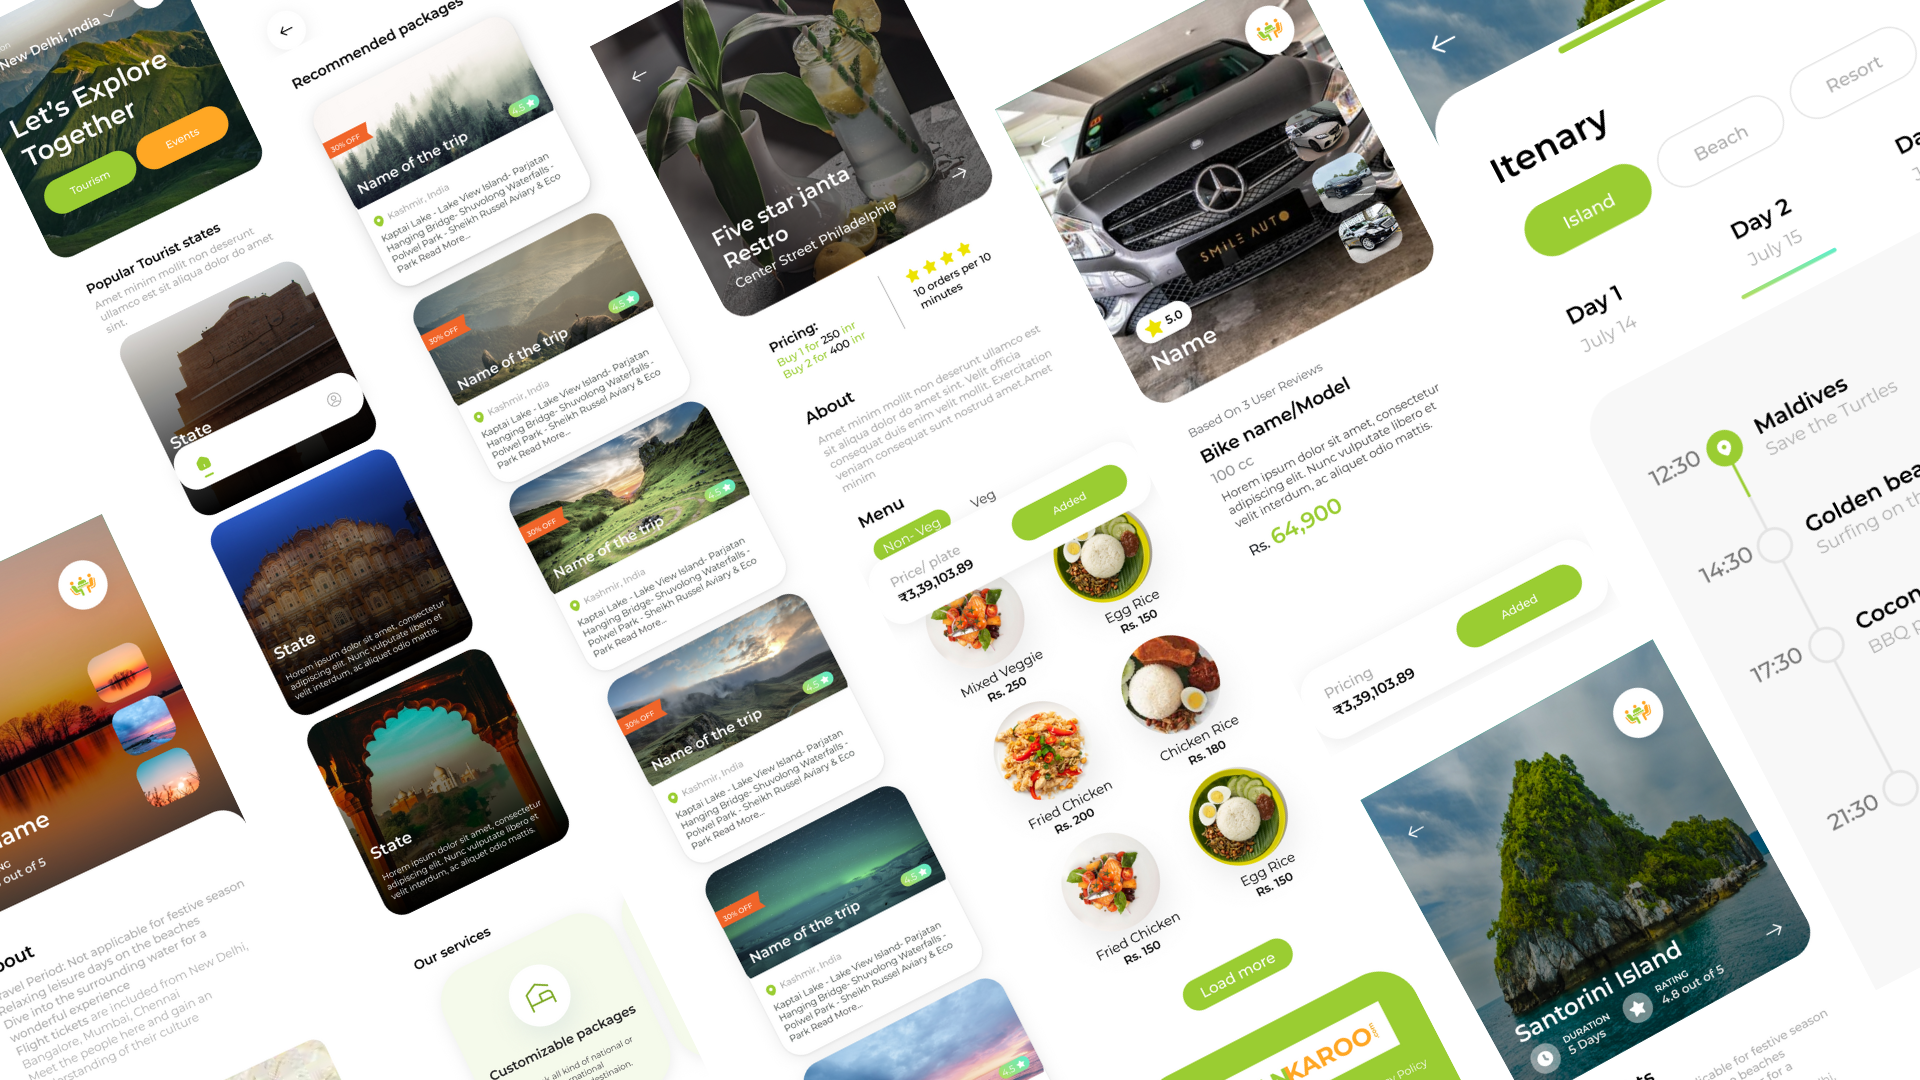 New Delhi, India
Let's Explore
Together
Tourism
Events
Popular Tourist states
Amet minim mollit non deserunt
ullamco est sit aliqua dolor do amet
sint.
State
State
Horem ipsum dolor sit amet, consectetur
adipiscing elit. Nunc vulputate libero et
velit interdum, ac aliquet odio mattis.
State
Horem ipsum dolor sit amet, consectetur
adipiscing elit. Nunc vulputate libero et
velit interdum, ac aliquet odio mattis.
Our services
Customizable packages
all kind of national or
out of 5
Period: Not applicable for festive season
Relaxing leisure days on the beaches
Dive into the surrounding water for a
wonderful experience
Flight tickets are included from New Delhi,
Bangalore, Mumbai, Chennai
Meet the people here and gain an
of their culture
Recommended packages
30% OFF
4.5
Name of the trip
Kashmir, India
Kaptai Lake - Lake View Island- Parjatan
Hanging Bridge- Shuvolong Waterfalls -
Polwel Park - Sheikh Russel Aviary & Eco
Park Read More...
30% OFF
4.5
Name of the trip
Kashmir, India
Kaptai Lake - Lake View Island- Parjatan
Hanging Bridge- Shuvolong Waterfalls -
Polwel Park - Sheikh Russel Aviary & Eco
Park Read More...
30% OFF
4.5
Name of the trip
Kashmir, India
Kaptai Lake - Lake View Island- Parjatan
Hanging Bridge- Shuvolong Waterfalls -
Polwel Park - Sheikh Russel Aviary & Eco
Park Read More...
30% OFF
4.5
Name of the trip
Kashmir, India
Kaptai Lake - Lake View Island- Parjatan
Hanging Bridge- Shuvolong Waterfalls -
Polwel Park - Sheikh Russel Aviary & Eco
Park Read More...
30% OFF
4.5
Name of the trip
Kashmir, India
Kaptai Lake - Lake View Island- Parjatan
Hanging Bridge- Shuvolong Waterfalls -
Polwel Park - Sheikh Russel Aviary & Eco
Park Read More...
4.5
Five star janta
Restro
Center Street Philadelphia
Pricing:
Buy 1 for 250 inr
Buy 2 for 400 inr
10 orders per 10
minutes
About
Amet minim mollit non deserunt ullamco est
sit aliqua dolor do amet sint. Velit officia
consequat duis enim velit mollit. Exercitation
veniam consequat sunt nostrud amet.Amet
minim
Menu
Non- Veg
Veg
Price/ plate
₹3,39,103.89
Added
Mixed Veggie
Rs. 250
Egg Rice
Rs. 150
Fried Chicken
Rs. 200
Chicken Rice
Rs. 180
Fried Chicken
Rs. 150
Egg Rice
Rs. 150
Load more
NKAROO
Policy
SMILE AUTO
5.0
Name
Based On 3 User Reviews
Bike name/Model
100 cc
Horem ipsum dolor sit amet, consectetur
adipiscing elit. Nunc vulputate libero et
velit interdum, ac aliquet odio mattis.
Rs. 64,900
Pricing
₹3,39,103.89
Added
Santorini Island
DURATION
5 Days
RATING
4.8 out of 5
for festive season
beaches
for a
Itenary
Island
Beach
Resort
Day 1
July 14
Day 2
July 15
12:30
Maldives
Save the Turtles
14:30
Golden
Surfing on
17:30
BBQ
21:30